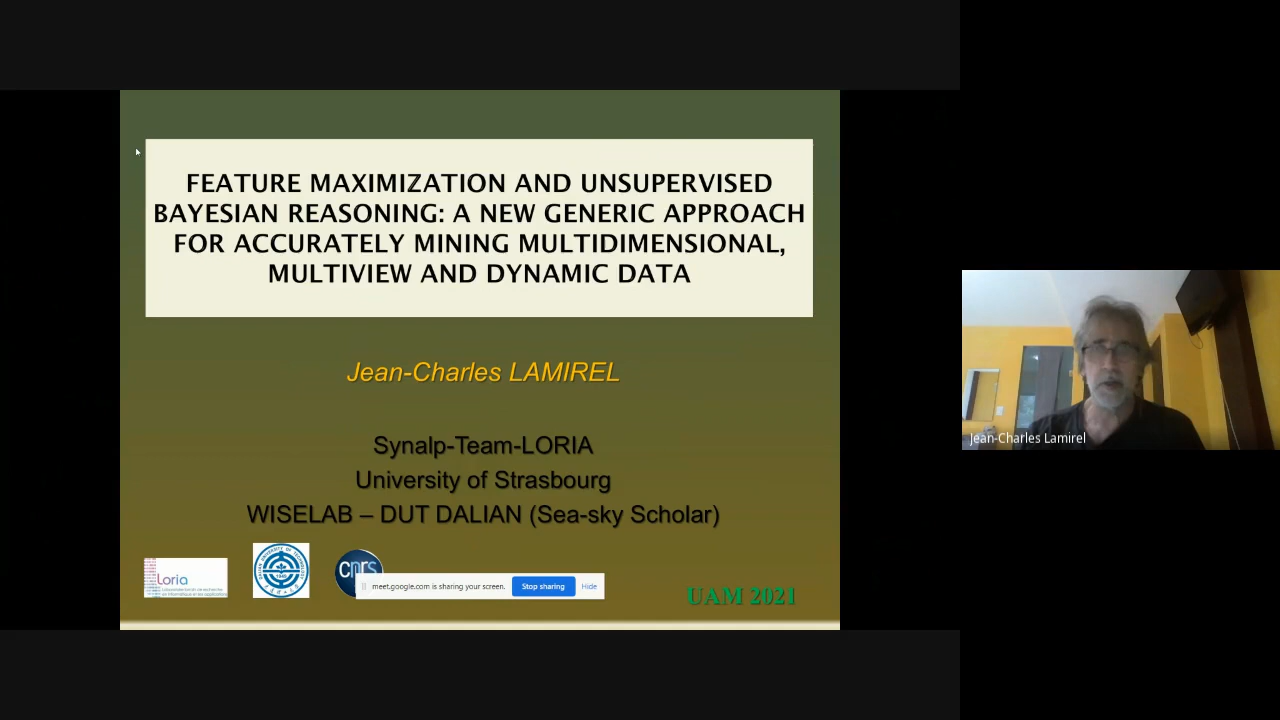 FEATURE MAXIMIZATION AND UNSUPERVISED
BAYESIAN REASONING: A NEW GENERIC APPROACH
FOR ACCURATELY MINING MULTIDIMENSIONAL,
MULTIVIEW AND DYNAMIC DATA
Jean-Charles LAMIREL
Synalp-Team-LORIA
University of Strasbourg
WISELAB – DUT DALIAN (Sea-sky Scholar)
Loria
cnrs
meet.google.com is sharing your screen. Stop sharing Hide
UAM 2021
Jean-Charles Lamirel